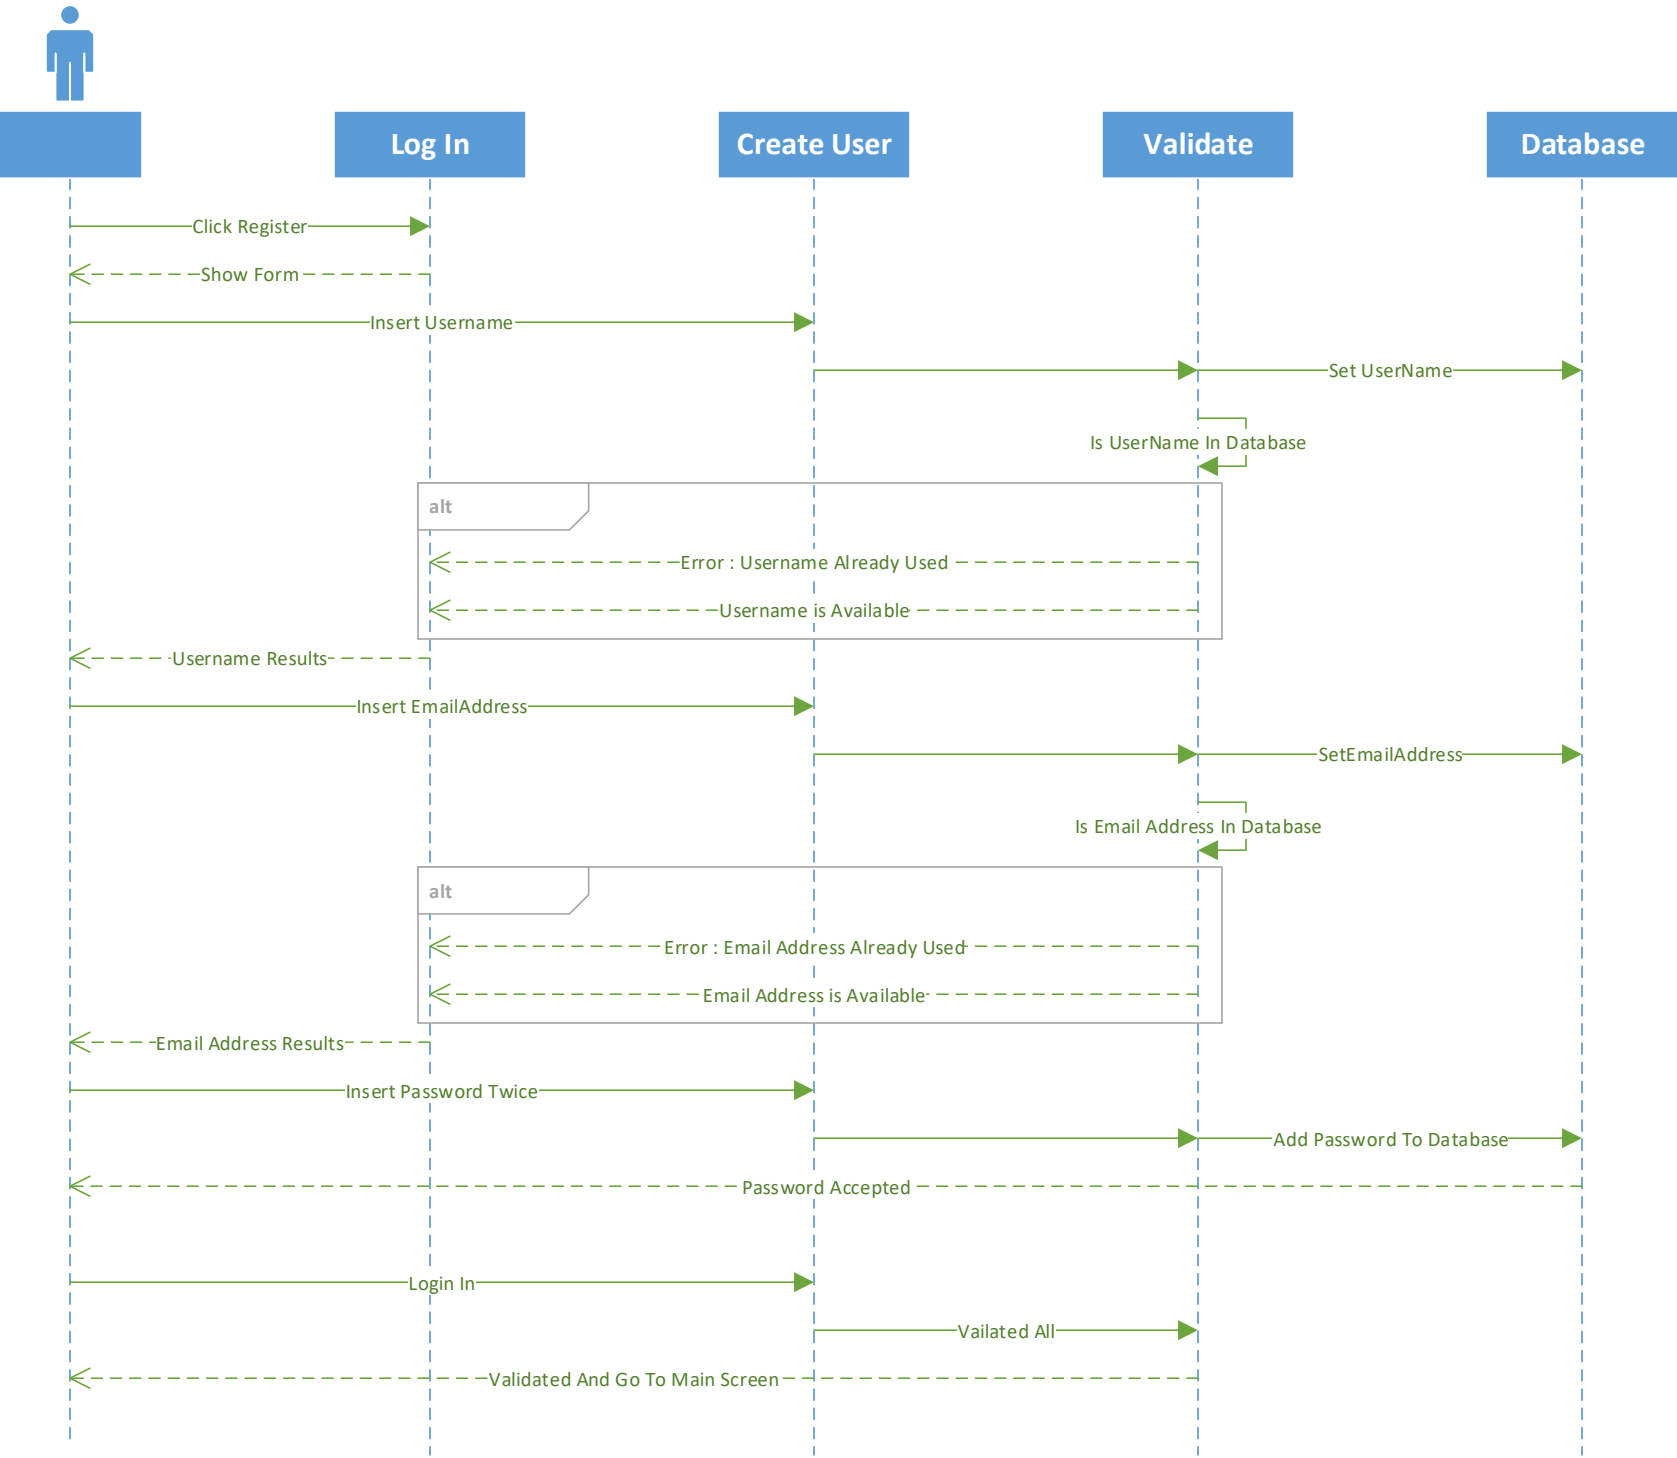 Log In
Create User
Validate
Database
Click Register
Show Form
Insert Username
Set UserName
Is UserName In Database
alt
Error : Username Already Used
Username is Available
Username Results
Insert EmailAddress
SetEmailAddress
Is Email Address In Database
alt
Error : Email Address Already Used
Email Address is Available
Email Address Results
Insert Password Twice
Add Password To Database
Password Accepted
Login In
Vailated All
Validated And Go To Main Screen